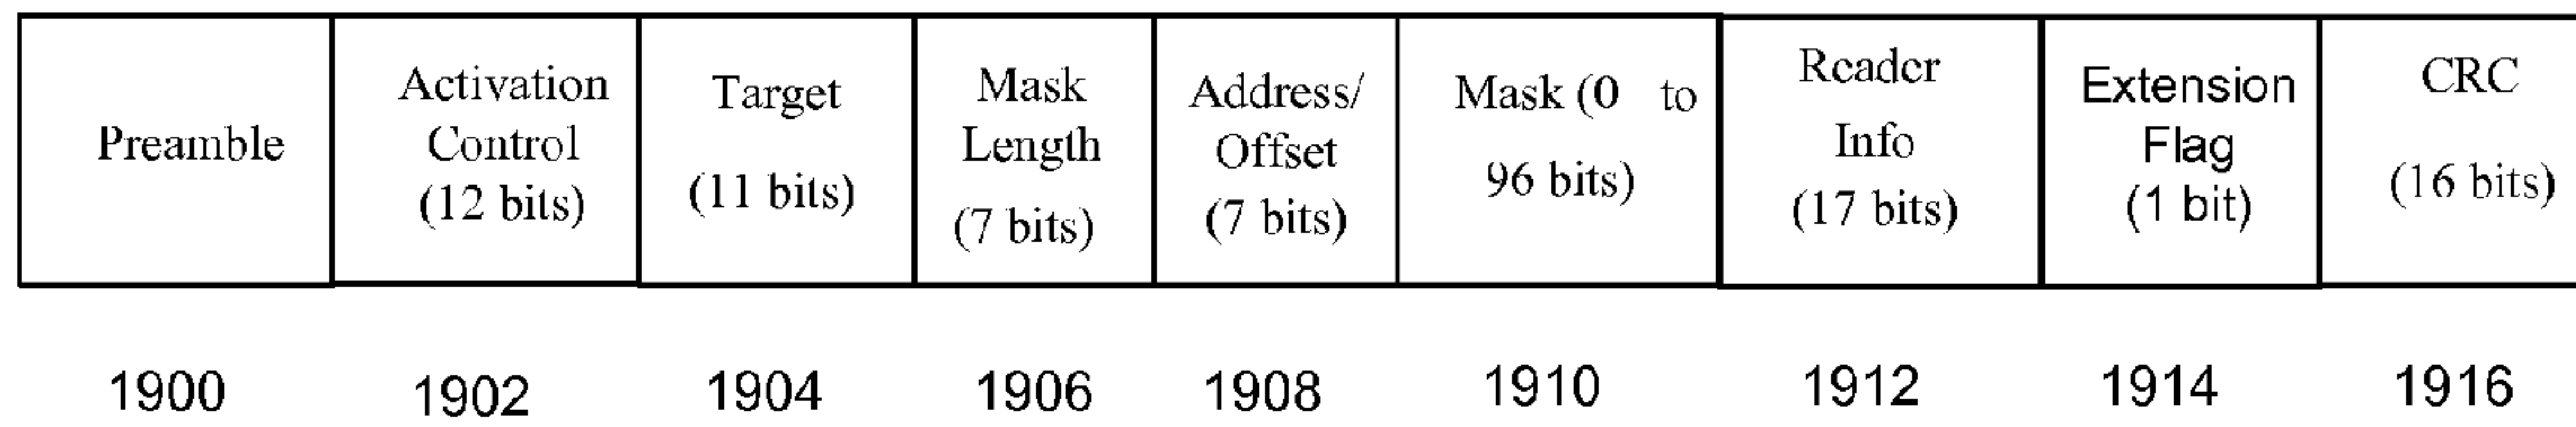 Preamble
Activation
Control
(12 bits)
Target
(11 bits)
Mask
Length
(7 bits)
Address/
Offset
(7 bits)
Mask (0 to
96 bits)
Reader
Info
(17 bits)
Extension
Flag
(1 bit)
CRC
(16 bits)
1900 1902 1904 1906 1908 1910 1912 1914 1916